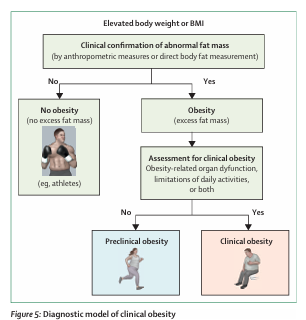 Elevated body weight or BMI
Clinical confirmation of abnormal fat mass
(by anthropometric measures or direct body fat measurement)
No
Yes
No obesity
(no excess fat mass)
(eg, athletes)
Obesity
(excess fat mass)
Assessment for clinical obesity
Obesity-related organ dyfunction,
limitations of daily activities,
or both
No
Yes
Preclinical obesity
Clinical obesity
Figure 5: Diagnostic model of clinical obesity